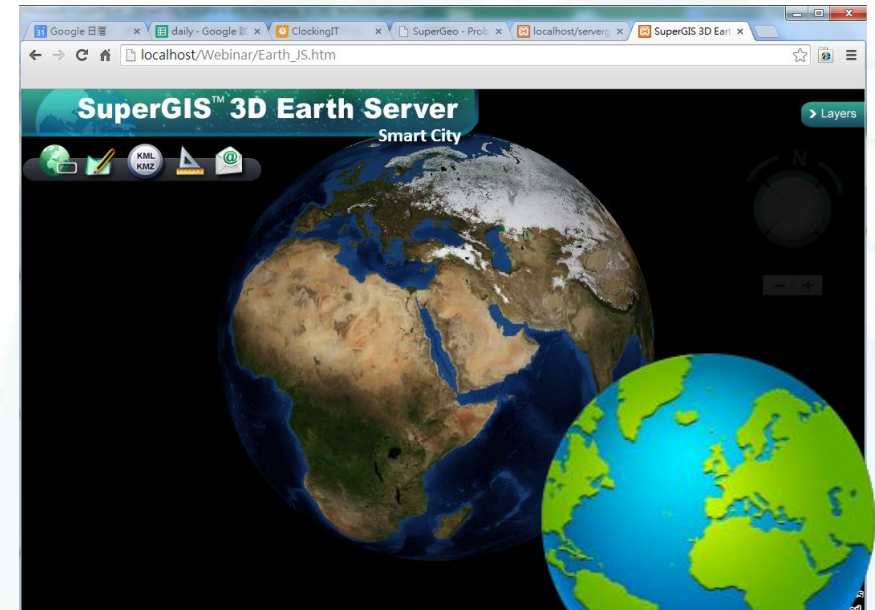 Google 日曆
daily - Google
ClockingIT
SuperGeo - Prob
localhost/serverg
SuperGIS 3D Eart
localhost/Webinar/Earth_JS.htm
SuperGIS™ 3D Earth Server
Smart City
> Layers
KML
KMZ
N